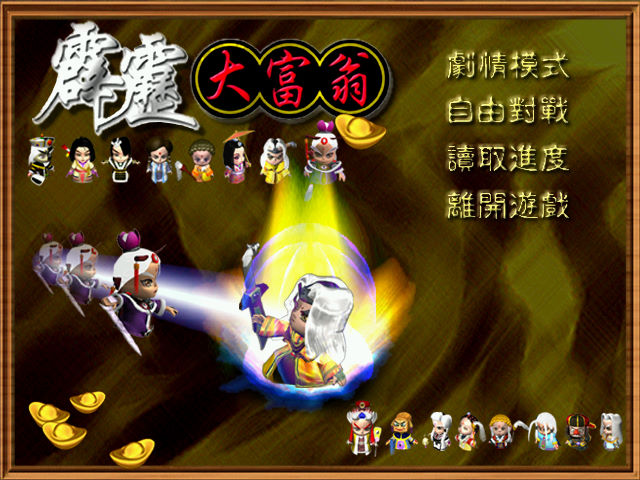 霹靂大富翁
劇情模式
自由對戰
讀取進度
離開遊戲